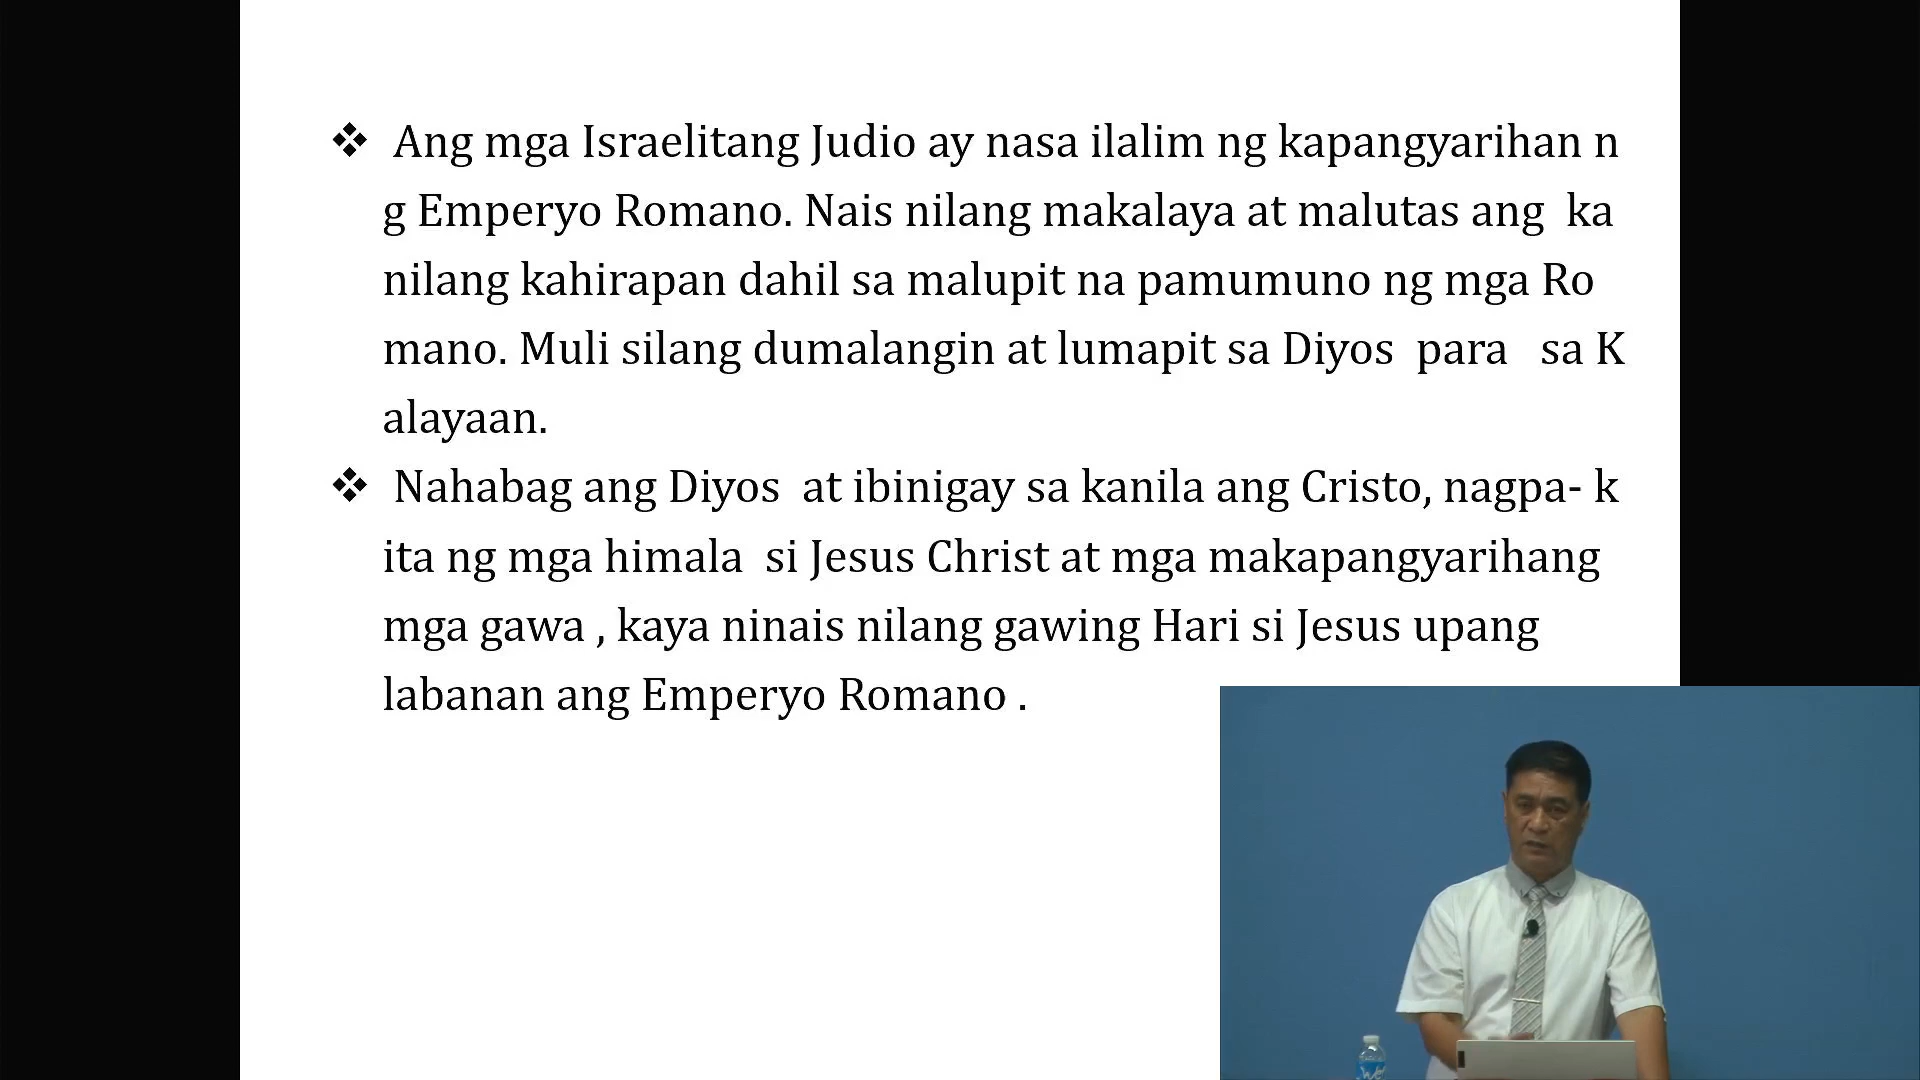 ❖ Ang mga Israelitang Judio ay nasa ilalim ng kapangyarihan n
g Emperyo Romano. Nais nilang makalaya at malutas ang ka
nilang kahirapan dahil sa malupit na pamumuno ng mga Ro
mano. Muli silang dumalangin at lumapit sa Diyos para sa K
alayaan.
❖ Nahabag ang Diyos at ibinigay sa kanila ang Cristo, nagpa- k
ita ng mga himala si Jesus Christ at mga makapangyarihang
mga gawa , kaya ninais nilang gawing Hari si Jesus upang
labanan ang Emperyo Romano .